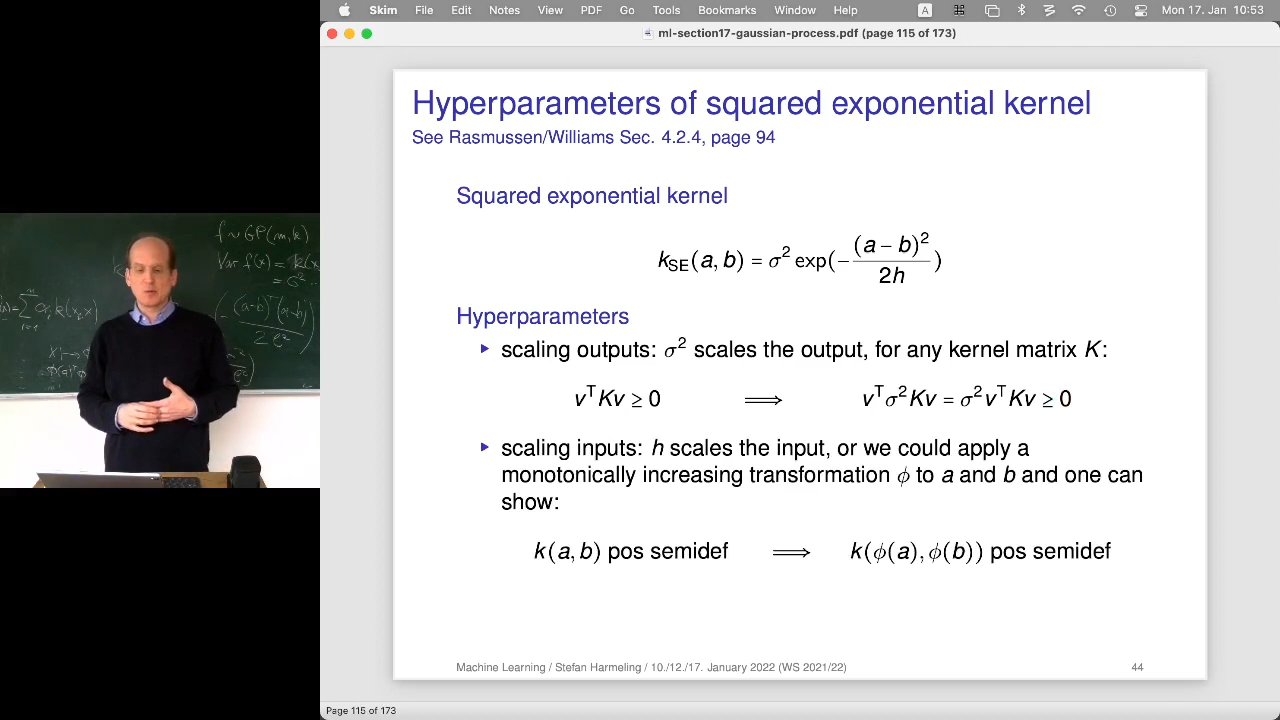 Skim File Edit Notes View PDF Go Tools Bookmarks Window Help A Mon 17. Jan 10:53
ml-section17-gaussian-process.pdf (page 115 of 173)
Hyperparameters of squared exponential kernel
See Rasmussen/Williams Sec. 4.2.4, page 94
Squared exponential kernel
k_SE(a, b) = σ² exp(−(a − b)²/2h)
Hyperparameters
▸ scaling outputs: σ² scales the output, for any kernel matrix K:
vᵀKv ≥ 0 ⟹ vᵀσ²Kv = σ²vᵀKv ≥ 0
▸ scaling inputs: h scales the input, or we could apply a
monotonically increasing transformation ϕ to a and b and one can
show:
k(a, b) pos semidef ⟹ k(ϕ(a), ϕ(b)) pos semidef
Machine Learning / Stefan Harmeling / 10./12./17. January 2022 (WS 2021/22) 44
Page 115 of 173
f ~ GP(m, k)
Var f(x) = k(x,
= σ²